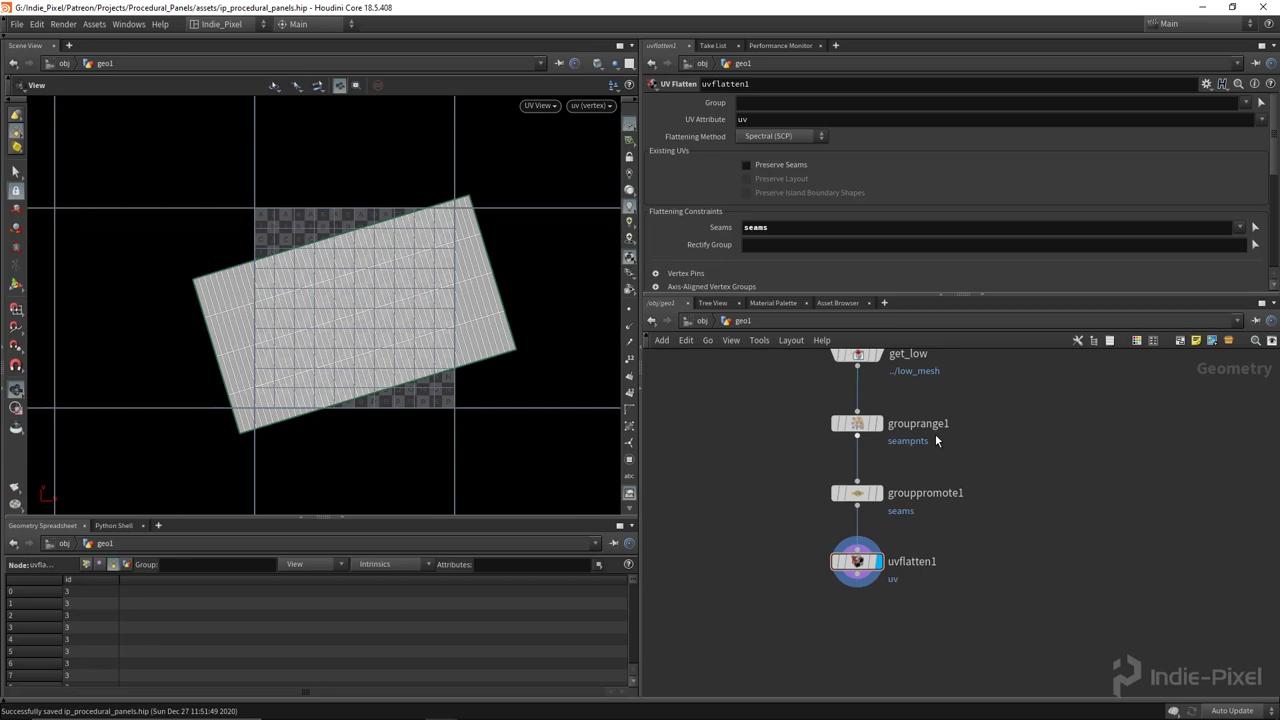 G:/Indie_Pixel/Patreon/Projects/Procedural_Panels/assets/ip_procedural_panels.hip - Houdini Core 18.5.408
File Edit Render Assets Windows Help Indie_Pixel Main Main
Scene View
obj geo1
View
UV View uv (vertex)
abc
Geometry Spreadsheet Python Shell
obj geo1
Node: uvfla... Group: View Intrinsics Attributes:
id
0 3
1 3
2 3
3 3
4 3
5 3
6 3
7 3
uvflatten1 Take List Performance Monitor
obj geo1
UV Flatten uvflatten1
Group
UV Attribute uv
Flattening Method Spectral (SCP)
Existing UVs
Preserve Seams
Preserve Layout
Preserve Island Boundary Shapes
Flattening Constraints
Seams seams
Rectify Group
Vertex Pins
Axis-Aligned Vertex Groups
/obj/geo1 Tree View Material Palette Asset Browser
obj geo1
Add Edit Go View Tools Layout Help
Geometry
get_low
../low_mesh
grouprange1
seampnts
grouppromote1
seams
uvflatten1
uv
Indie-Pixel
Successfully saved ip_procedural_panels.hip (Sun Dec 27 11:51:49 2020)
Auto Update